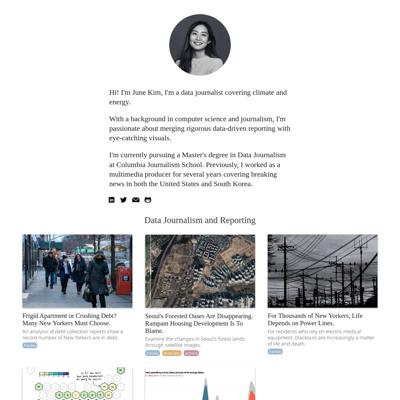 Hi! I'm June Kim, I'm a data journalist covering climate and
energy.
With a background in computer science and journalism, I'm
passionate about merging rigorous data-driven reporting with
eye-catching visuals.
I'm currently pursuing a Master's degree in Data Journalism
at Columbia Journalism School. Previously, I worked as a
multimedia producer for several years covering breaking
news in both the United States and South Korea.
Data Journalism and Reporting
Frigid Apartment or Crushing Debt?
Many New Yorkers Must Choose.
An analysis of debt collection reports show a
record number of New Yorkers are in debt.
Seoul's Forested Oases Are Disappearing.
Rampant Housing Development Is To
Blame.
Examine the changes in Seoul's forest lands
through satellite images.
For Thousands of New Yorkers, Life
Depends on Power Lines.
For residents who rely on electric medical
equipment, blackouts are increasingly a matter
of life and death.